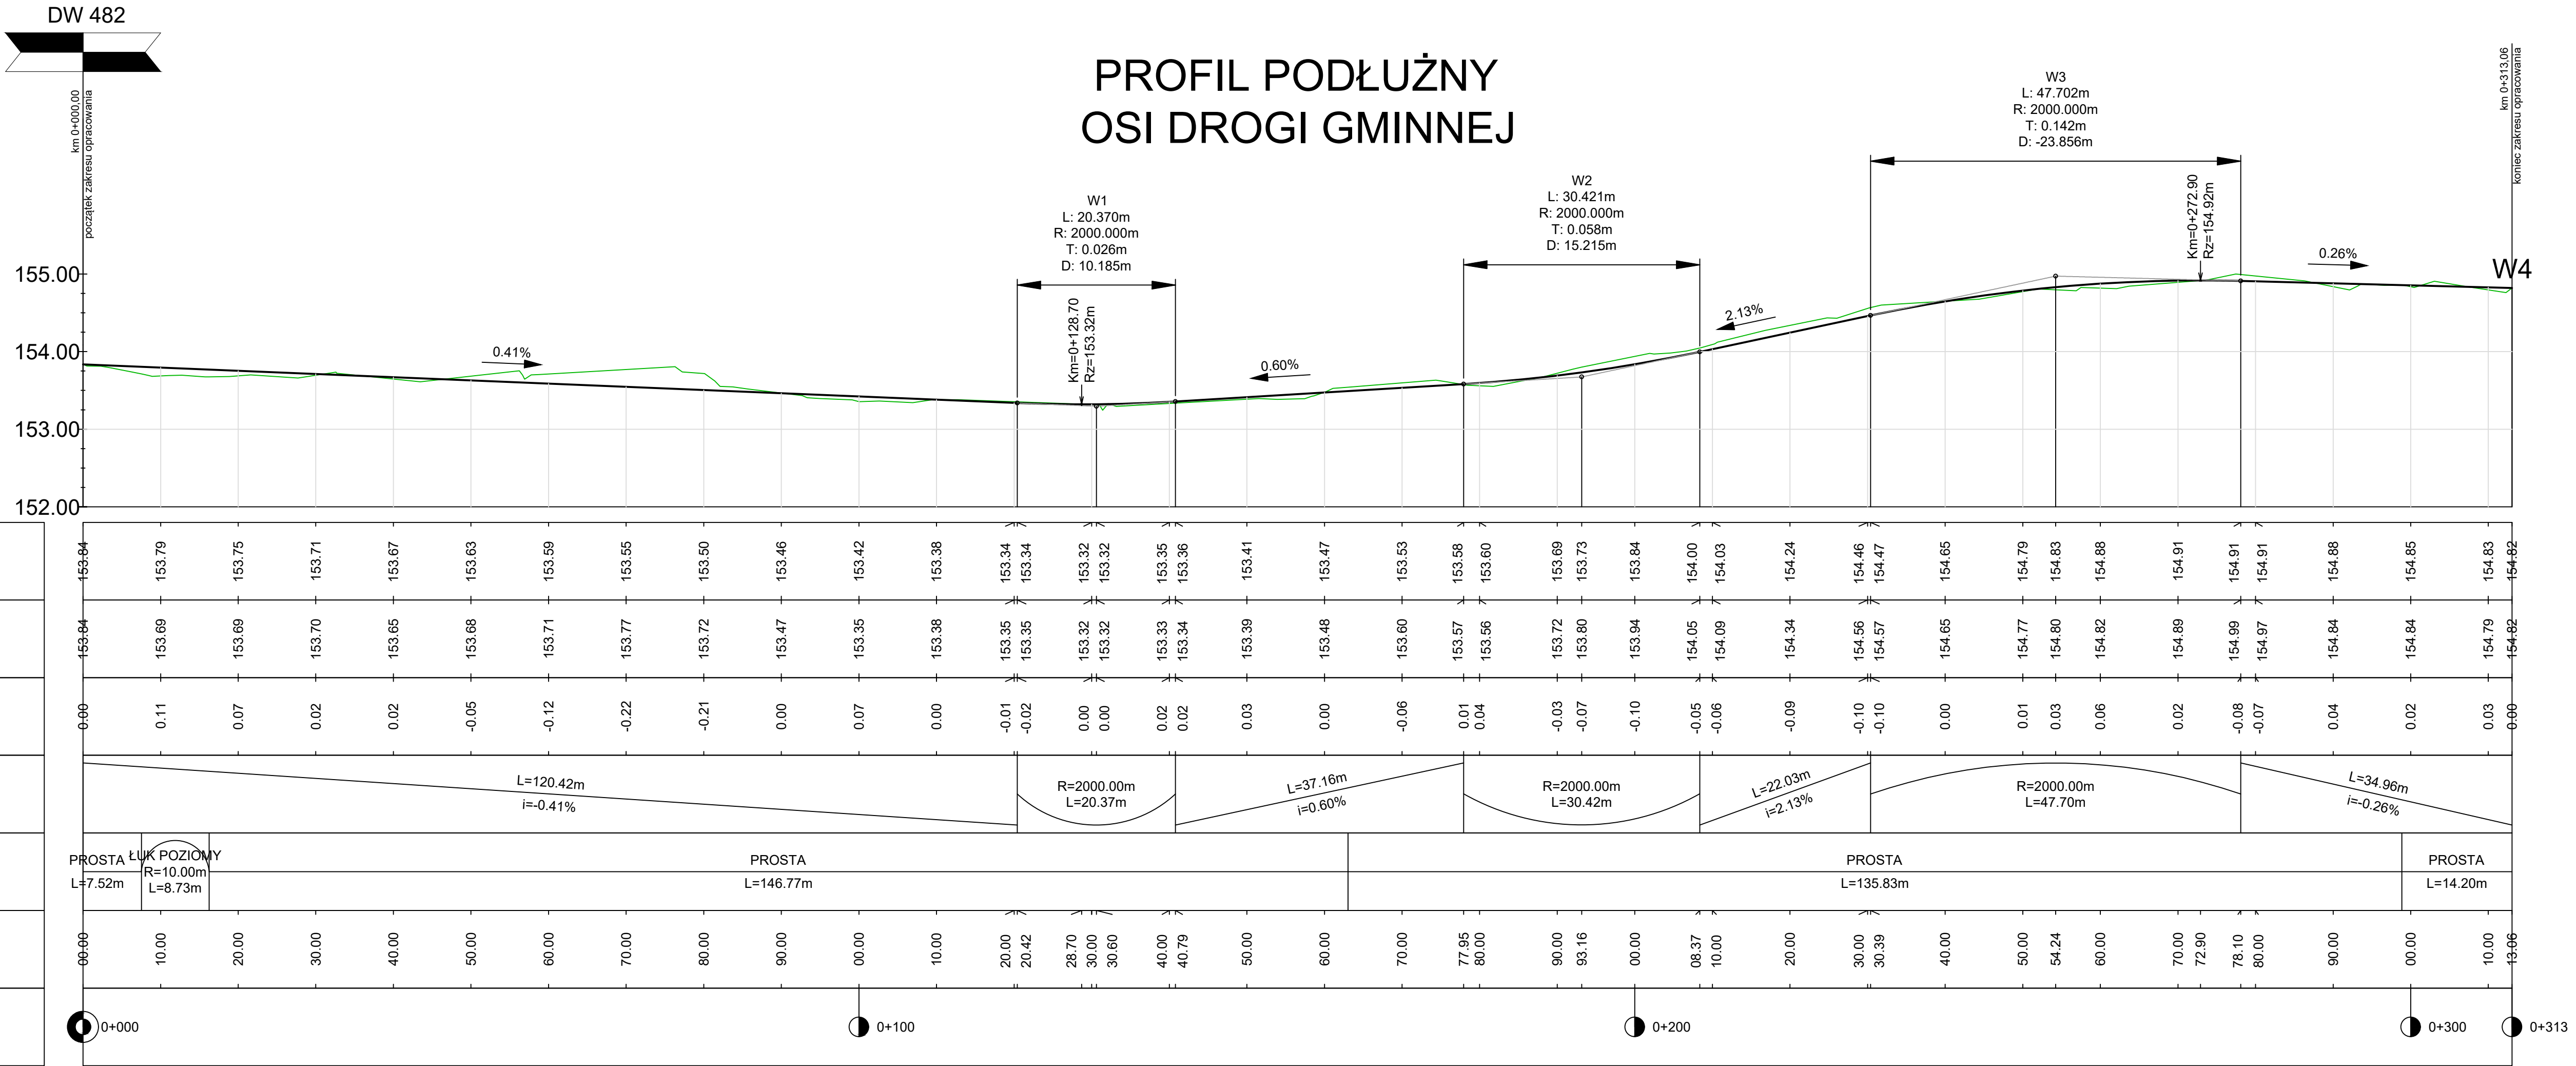 DW 482
PROFIL PODŁUŻNY
OSI DROGI GMINNEJ
km 0+000,00
początek zakresu opracowania
km 0+313,06
koniec zakresu opracowania
W1
L: 20.370m
R: 2000.000m
T: 0.026m
D: 10.185m
W2
L: 30.421m
R: 2000.000m
T: 0.058m
D: 15.215m
W3
L: 47.702m
R: 2000.000m
T: 0.142m
D: -23.856m
Km=0+128.70
Rz=153.32m
Km=0+272.90
Rz=154.92m
W4
155.00
154.00
153.00
152.00
0.41%
0.60%
2.13%
0.26%
153.84 153.79 153.75 153.71 153.67 153.63 153.59 153.55 153.50 153.46 153.42 153.38 153.34 153.34 153.32 153.32 153.35 153.36 153.41 153.47 153.53 153.58 153.60 153.69 153.73 153.84 154.00 154.03 154.24 154.46 154.47 154.65 154.79 154.83 154.88 154.91 154.91 154.91 154.88 154.85 154.83 154.82
153.84 153.69 153.69 153.70 153.65 153.68 153.71 153.77 153.72 153.47 153.35 153.38 153.35 153.35 153.32 153.32 153.33 153.34 153.39 153.48 153.60 153.57 153.56 153.72 153.80 153.94 154.05 154.09 154.34 154.56 154.57 154.65 154.77 154.80 154.82 154.89 154.99 154.97 154.84 154.84 154.79 154.82
0.00 0.11 0.07 0.02 0.02 -0.05 -0.12 -0.22 -0.21 0.00 0.07 0.00 -0.01 -0.02 0.00 0.00 0.02 0.02 0.03 0.00 -0.06 0.01 0.04 -0.03 -0.07 -0.10 -0.05 -0.06 -0.09 -0.10 -0.10 0.00 0.01 0.03 0.06 0.02 -0.08 -0.07 0.04 0.02 0.03 0.00
L=120.42m
i=-0.41%
R=2000.00m
L=20.37m
L=37.16m
i=0.60%
R=2000.00m
L=30.42m
L=22.03m
i=2.13%
R=2000.00m
L=47.70m
L=34.96m
i=-0.26%
PROSTA
L=7.52m
ŁUK POZIOMY
R=10.00m
L=8.73m
PROSTA
L=146.77m
PROSTA
L=135.83m
PROSTA
L=14.20m
00.00 10.00 20.00 30.00 40.00 50.00 60.00 70.00 80.00 90.00 00.00 10.00 20.00 20.42 28.70 30.00 30.60 40.00 40.79 50.00 60.00 70.00 77.95 80.00 90.00 93.16 00.00 08.37 10.00 20.00 30.00 30.39 40.00 50.00 54.24 60.00 70.00 72.90 78.10 80.00 90.00 00.00 10.00 13.06
0+000 0+100 0+200 0+300 0+313